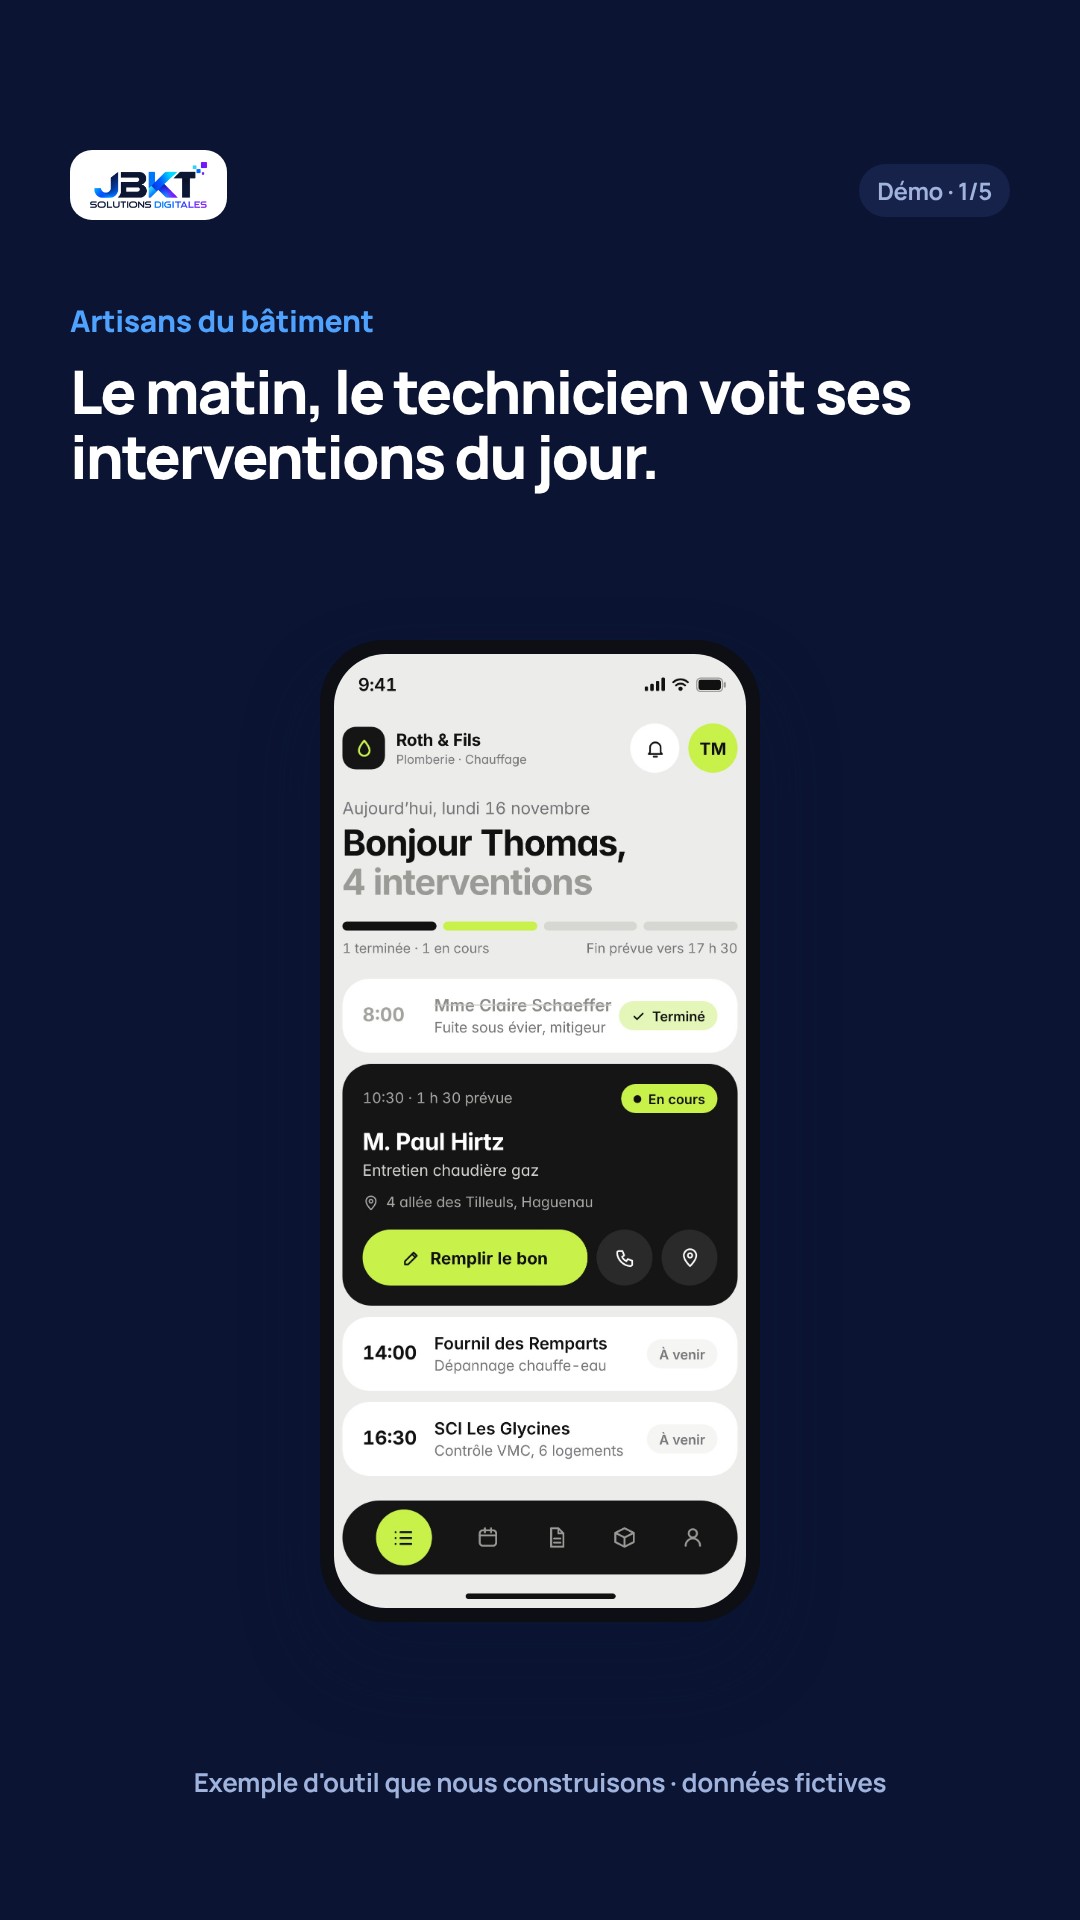 JBKT
SOLUTIONS DIGITALES
Démo · 1/5
Artisans du bâtiment
Le matin, le technicien voit ses
interventions du jour.
9:41
Roth & Fils
Plomberie · Chauffage
TM
Aujourd'hui, lundi 16 novembre
Bonjour Thomas,
4 interventions
1 terminée · 1 en cours
Fin prévue vers 17 h 30
8:00
Mme Claire Schaeffer
Fuite sous évier, mitigeur
Terminé
10:30 · 1 h 30 prévue
En cours
M. Paul Hirtz
Entretien chaudière gaz
4 allée des Tilleuls, Haguenau
Remplir le bon
14:00
Fournil des Remparts
Dépannage chauffe-eau
À venir
16:30
SCI Les Glycines
Contrôle VMC, 6 logements
À venir
Exemple d'outil que nous construisons · données fictives